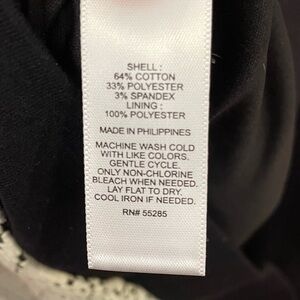 SHELL :
64% COTTON
33% POLYESTER
3% SPANDEX
LINING :
100% POLYESTER
MADE IN PHILIPPINES
MACHINE WASH COLD
WITH LIKE COLORS.
GENTLE CYCLE.
ONLY NON-CHLORINE
BLEACH WHEN NEEDED.
LAY FLAT TO DRY.
COOL IRON IF NEEDED.
RN# 55285